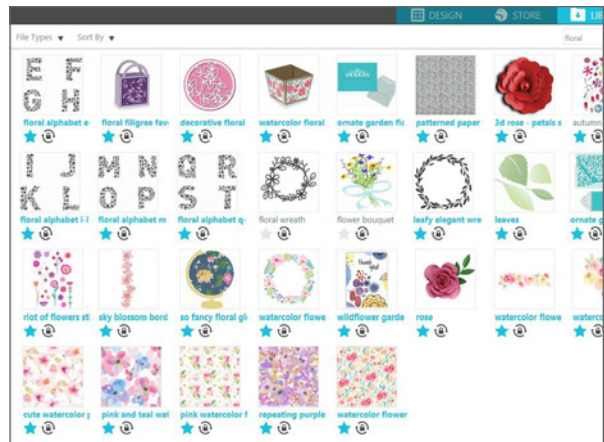 DESIGN STORE LIB
File Types Sort By floral
floral alphabet e floral filigree fav decorative floral watercolor floral ornate garden flo patterned paper 3d rose - petals s autumn
floral alphabet i-l floral alphabet m floral alphabet q- floral wreath flower bouquet leafy elegant wre leaves ornate g
riot of flowers sti sky blossom bord so fancy floral gl watercolor flowe wildflower garde rose watercolor flowe waterco
cute watercolor p pink and teal wat pink watercolor f repeating purple watercolor flower